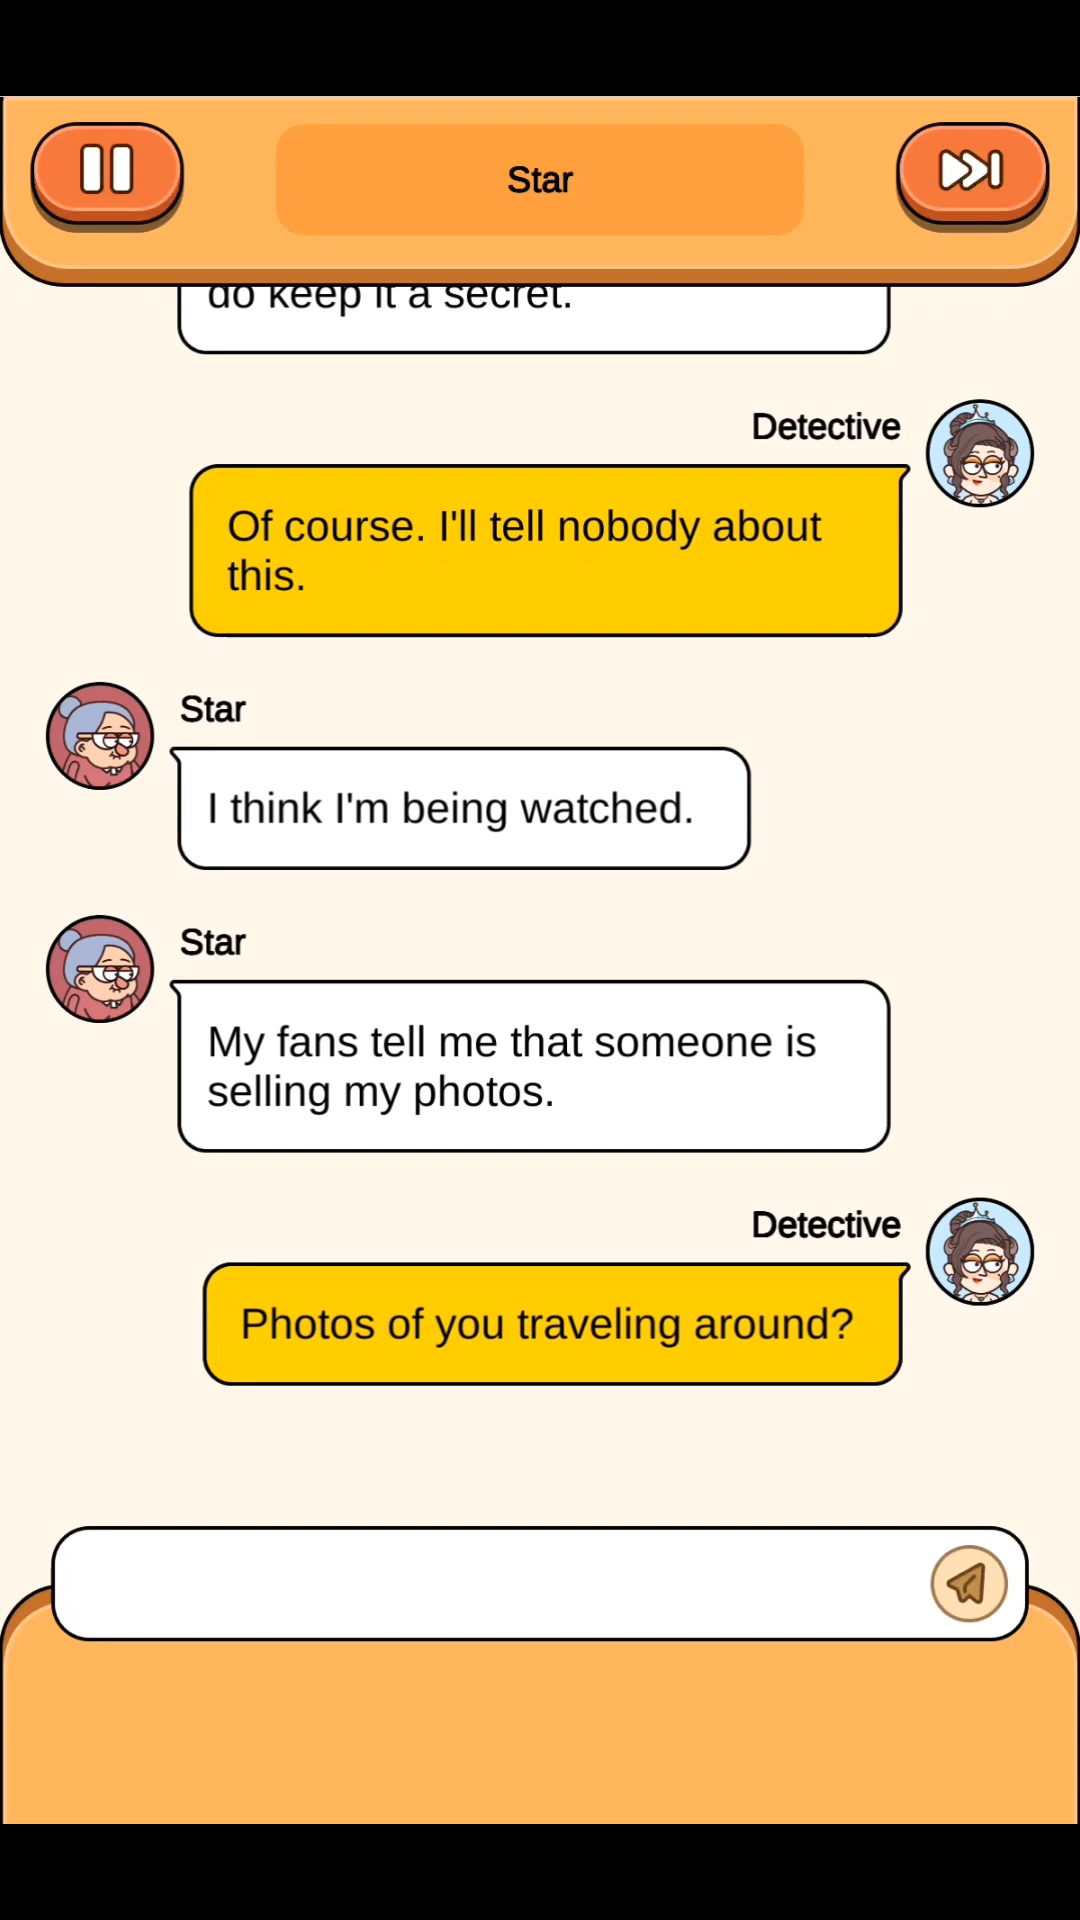 Star
do keep it a secret.
Detective
Of course. I'll tell nobody about
this.
Star
I think I'm being watched.
Star
My fans tell me that someone is
selling my photos.
Detective
Photos of you traveling around?